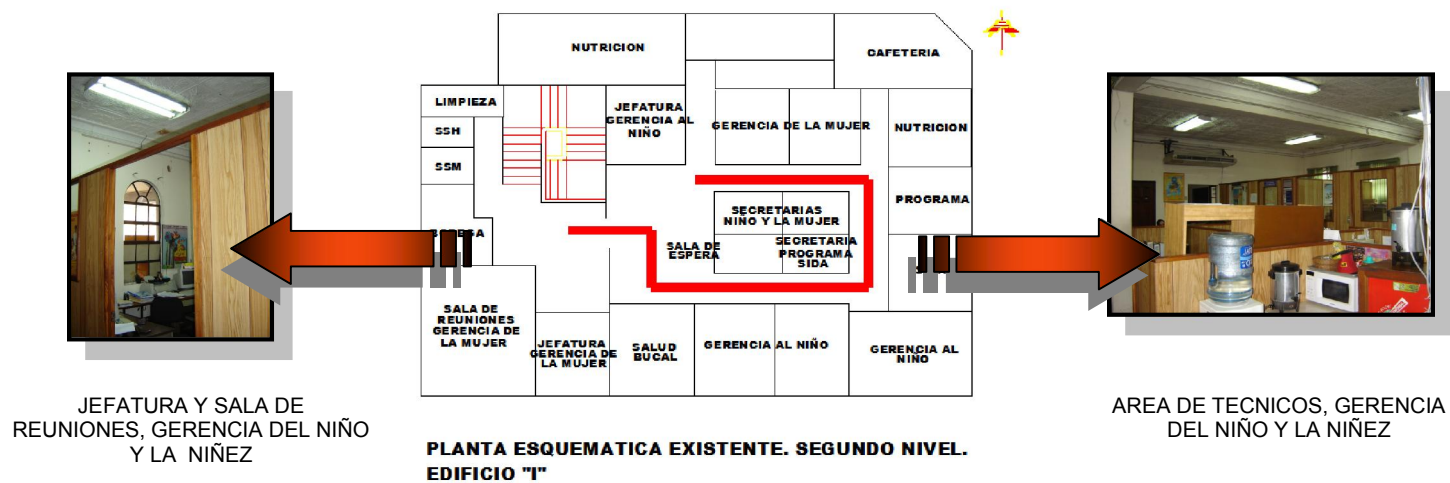 NUTRICION
CAFETERIA
LIMPIEZA
SSH
SSM
JEFATURA
GERENCIA AL
NIÑO
GERENCIA DE LA MUJER
NUTRICION
PROGRAMA
SECRETARIAS
NIÑO Y LA MUJER
SALA DE
ESPERA
SECRETARIA
PROGRAMA
SIDA
SALA DE
REUNIONES
GERENCIA DE
LA MUJER
JEFATURA
GERENCIA DE
LA MUJER
SALUD
BUCAL
GERENCIA AL NIÑO
GERENCIA AL
NIÑO
JEFATURA Y SALA DE
REUNIONES, GERENCIA DEL NIÑO
Y LA NIÑEZ
AREA DE TECNICOS, GERENCIA
DEL NIÑO Y LA NIÑEZ
PLANTA ESQUEMATICA EXISTENTE. SEGUNDO NIVEL.
EDIFICIO "I"